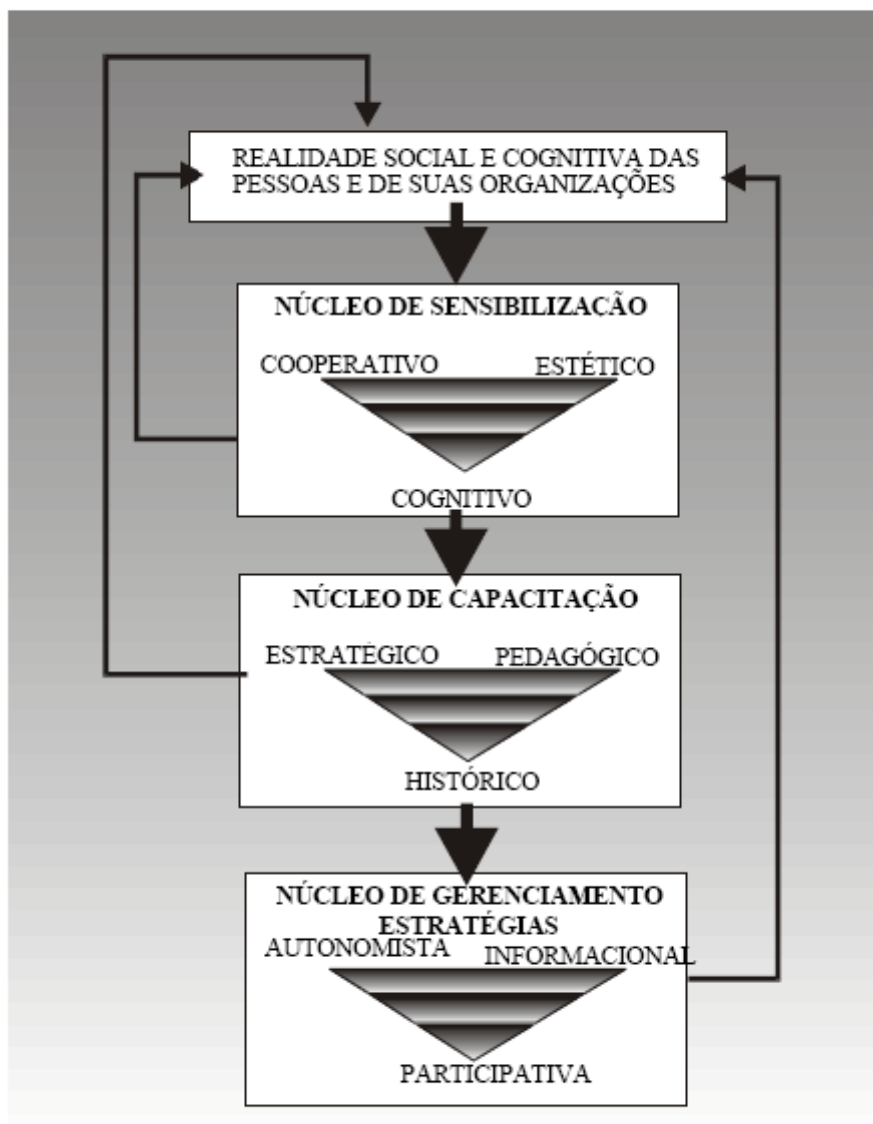 REALIDADE SOCIAL E COGNITIVA DAS
PESSOAS E DE SUAS ORGANIZAÇÕES
NÚCLEO DE SENSIBILIZAÇÃO
COOPERATIVO ESTÉTICO
COGNITIVO
NÚCLEO DE CAPACITAÇÃO
ESTRATÉGICO PEDAGÓGICO
HISTÓRICO
NÚCLEO DE GERENCIAMENTO
ESTRATÉGIAS
AUTONOMISTA INFORMACIONAL
PARTICIPATIVA